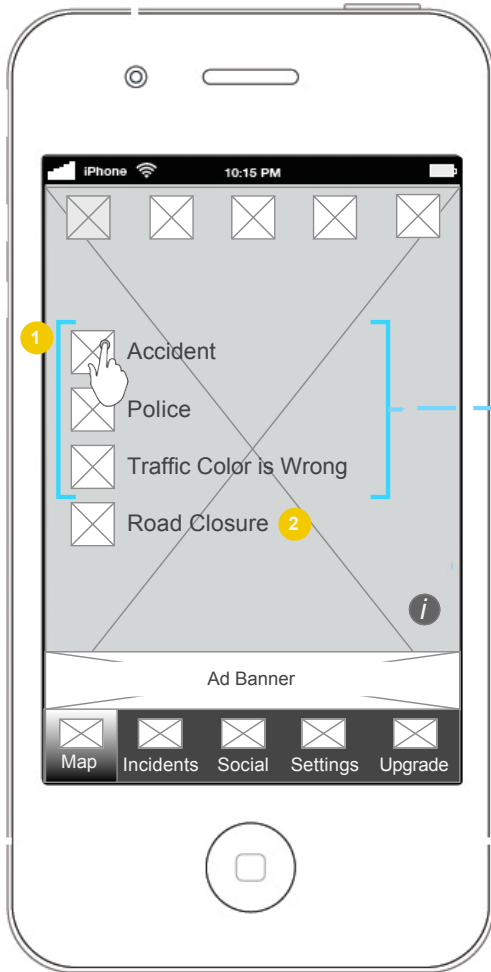 iPhone 10:15 PM
1
Accident
Police
Traffic Color is Wrong
Road Closure 2
i
Ad Banner
Map Incidents Social Settings Upgrade